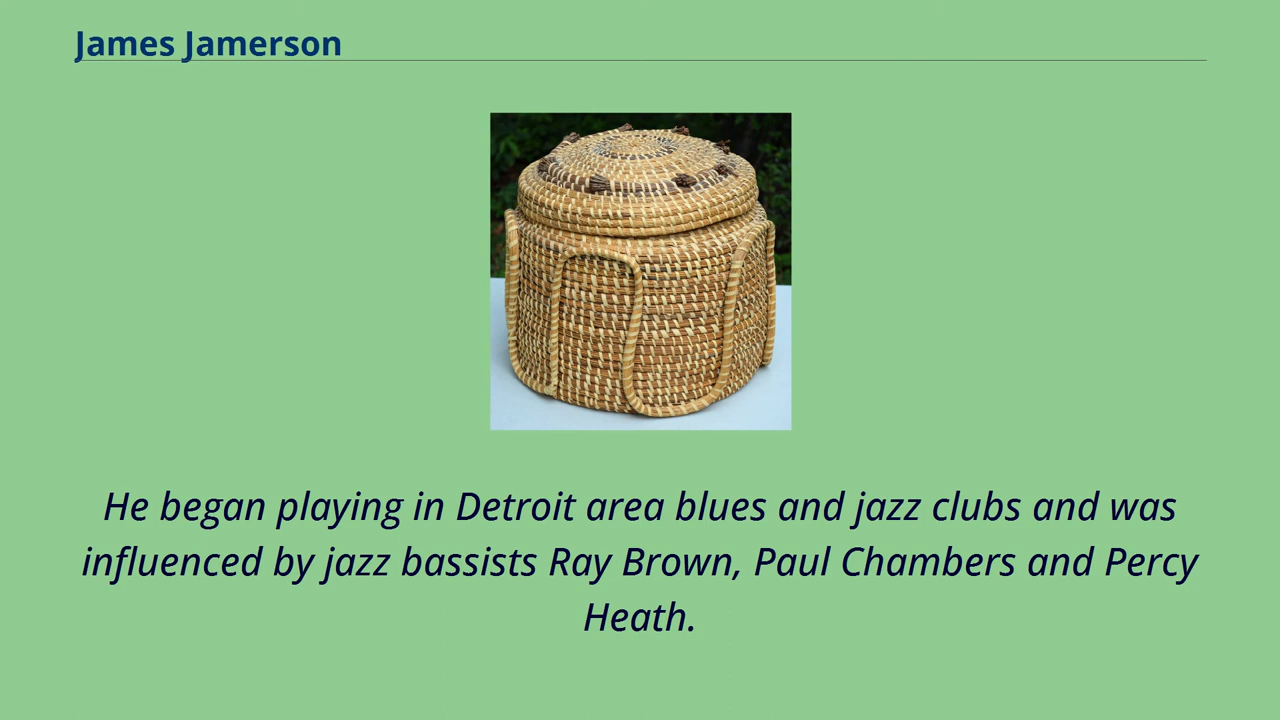 James Jamerson
He began playing in Detroit area blues and jazz clubs and was
influenced by jazz bassists Ray Brown, Paul Chambers and Percy
Heath.